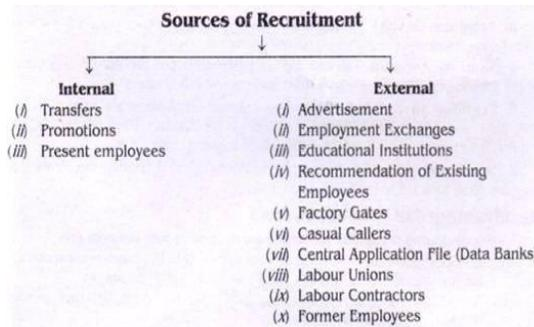 Sources of Recruitment
Internal
(i) Transfers
(ii) Promotions
(iii) Present employees
External
(i) Advertisement
(ii) Employment Exchanges
(iii) Educational Institutions
(iv) Recommendation of Existing
Employees
(v) Factory Gates
(vi) Casual Callers
(vii) Central Application File (Data Banks
(viii) Labour Unions
(ix) Labour Contractors
(x) Former Employees